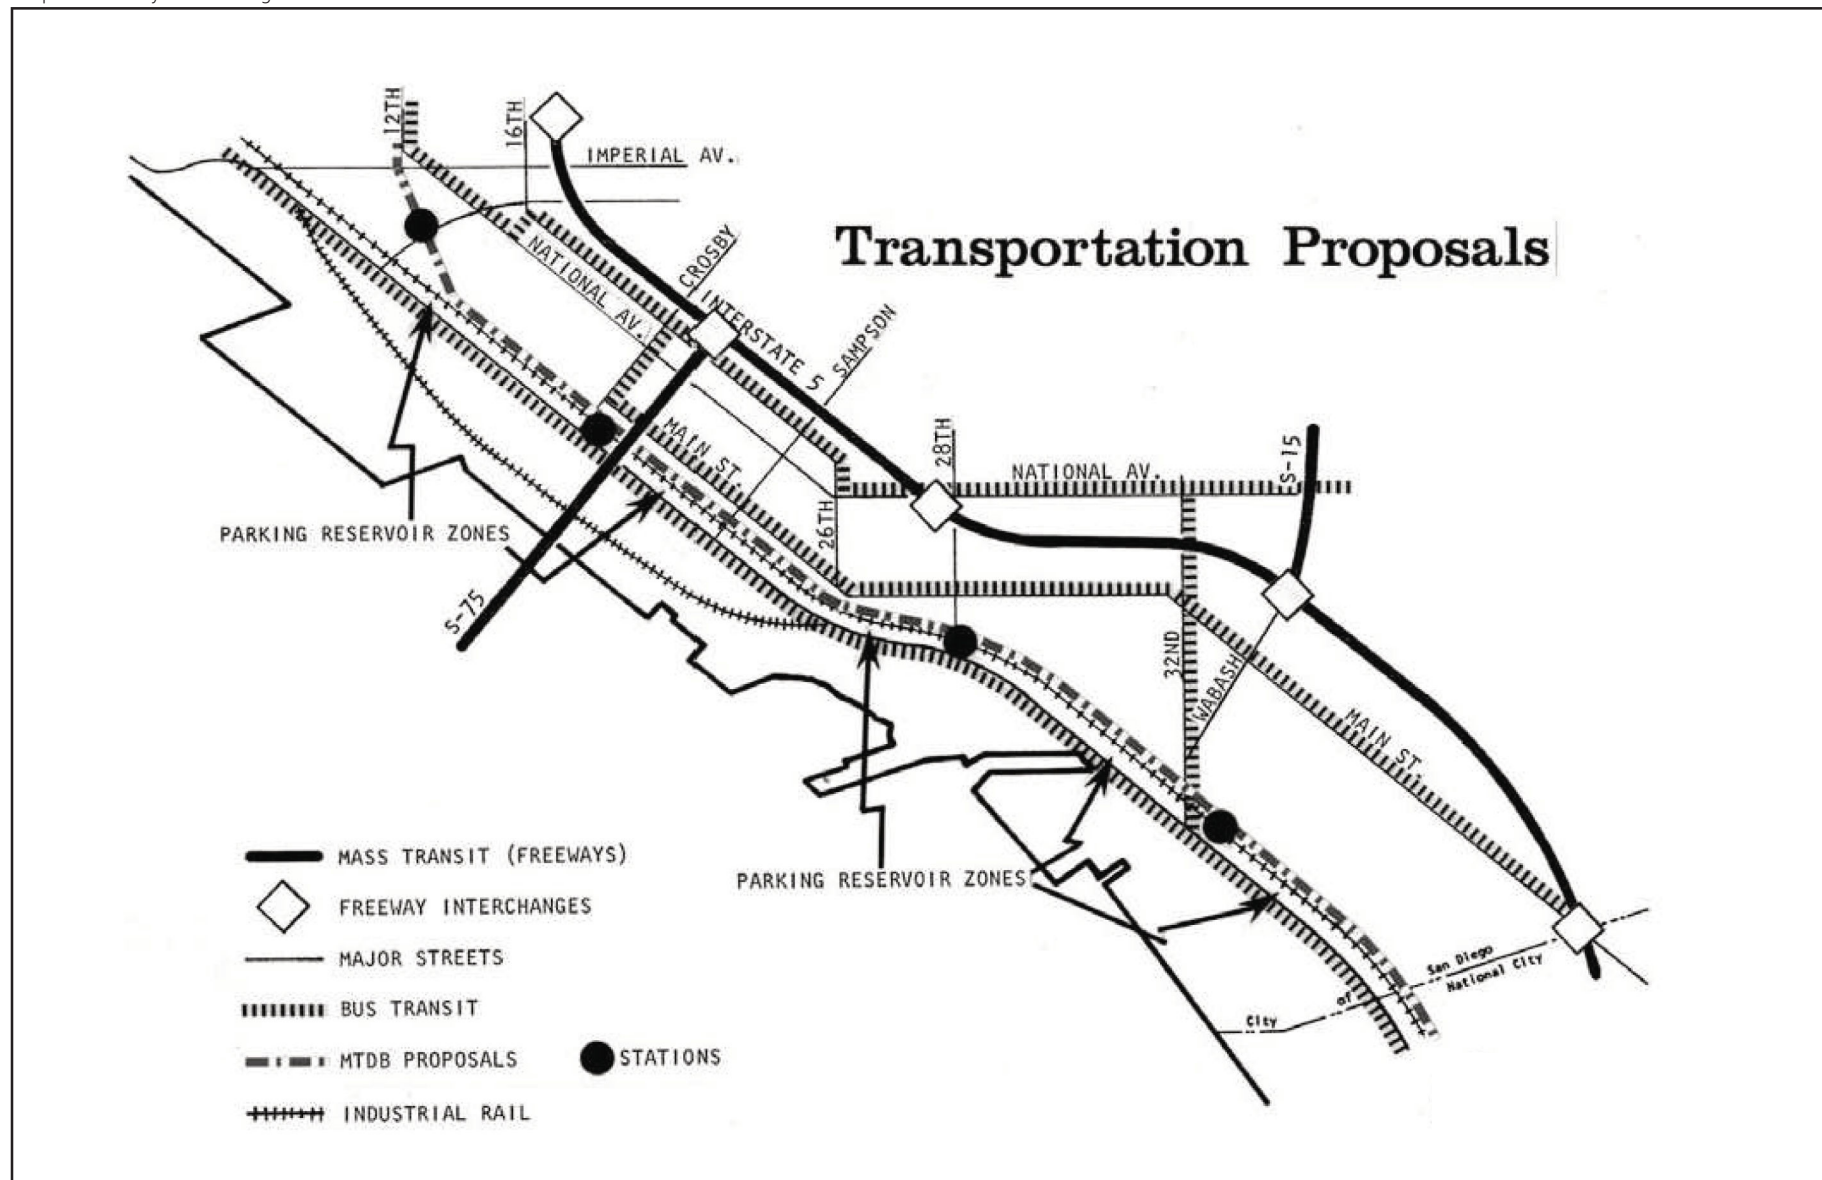 12TH
16TH
IMPERIAL AV.
CROSBY
Transportation Proposals
NATIONAL AV.
INTERSTATE 5
SAMPSON
MAIN ST.
28TH
NATIONAL AV.
S-15
26TH
PARKING RESERVOIR ZONES
S-75
32ND
WABASH
MAIN ST.
MASS TRANSIT (FREEWAYS)
PARKING RESERVOIR ZONES
FREEWAY INTERCHANGES
MAJOR STREETS
San Diego
National City
of
City
BUS TRANSIT
MTDB PROPOSALS
STATIONS
INDUSTRIAL RAIL